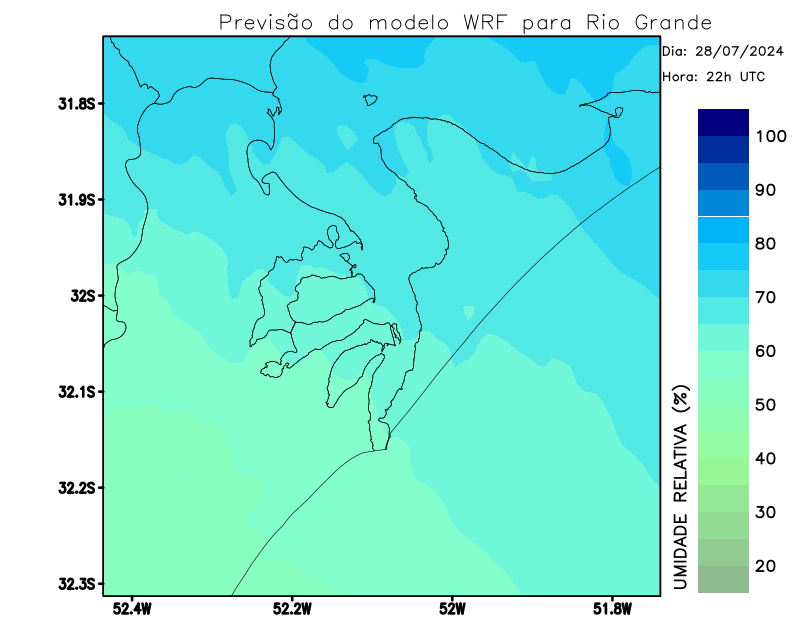 Previsão do modelo WRF para Rio Grande
Dia: 28/07/2024
Hora: 22h UTC
31.8S
31.9S
32S
32.1S
32.2S
32.3S
52.4W
52.2W
52W
51.8W
100
90
80
70
60
50
40
30
20
UMIDADE RELATIVA (%)